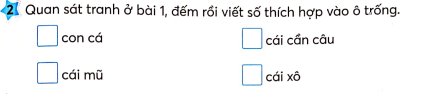 2 Quan sát tranh ở bài 1, đếm rồi viết số thích hợp vào ô trống.
con cá cái cần câu
cái mũ cái xô